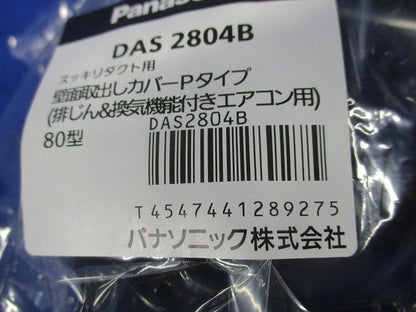 Panaso
DAS 2804B
スッキリダクト用
壁面取出しカバーPタイプ
(排じん&換気機能付きエアコン用)
80型
DAS2804B
T4547441289275
パナソニック株式会社